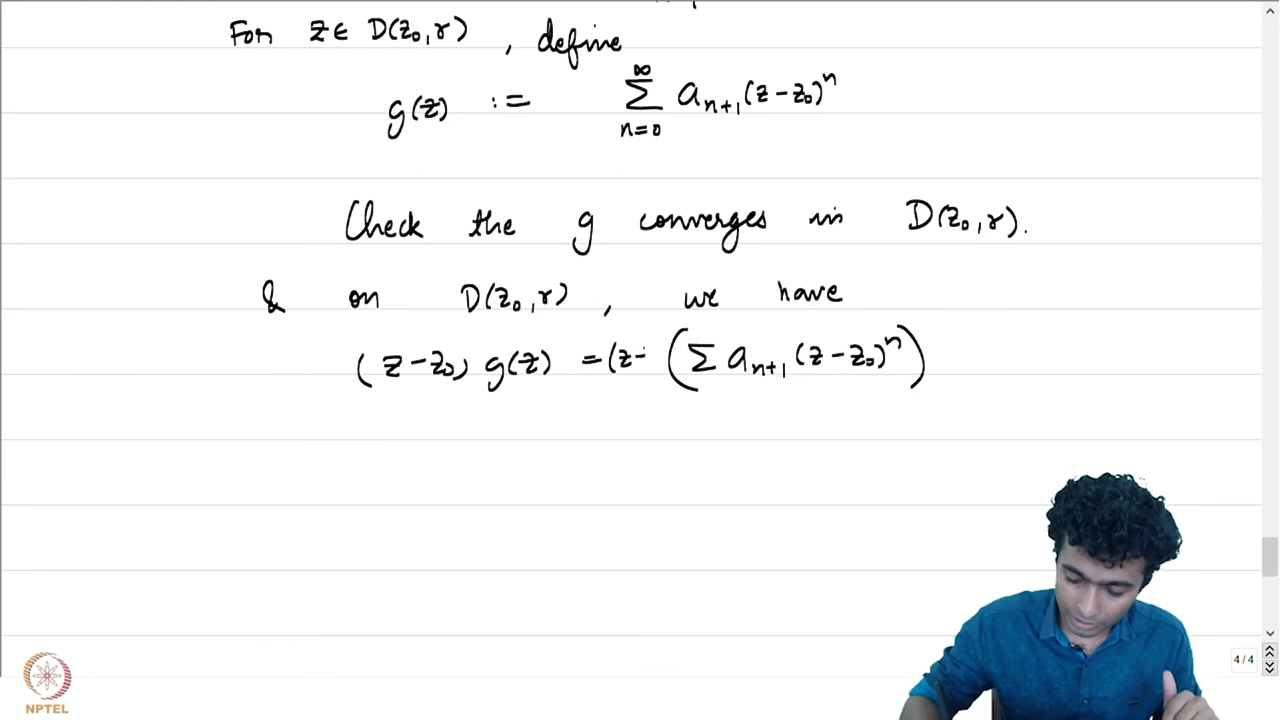 For z ∈ D(z₀, r) , define
g(z) := ∑_{n=0}^{∞} a_{n+1} (z-z₀)^n
Check the g converges in D(z₀, r).
& on D(z₀, r) , we have
(z-z₀) g(z) = (z- (∑ a_{n+1} (z-z₀)^n)
4 / 4
NPTEL